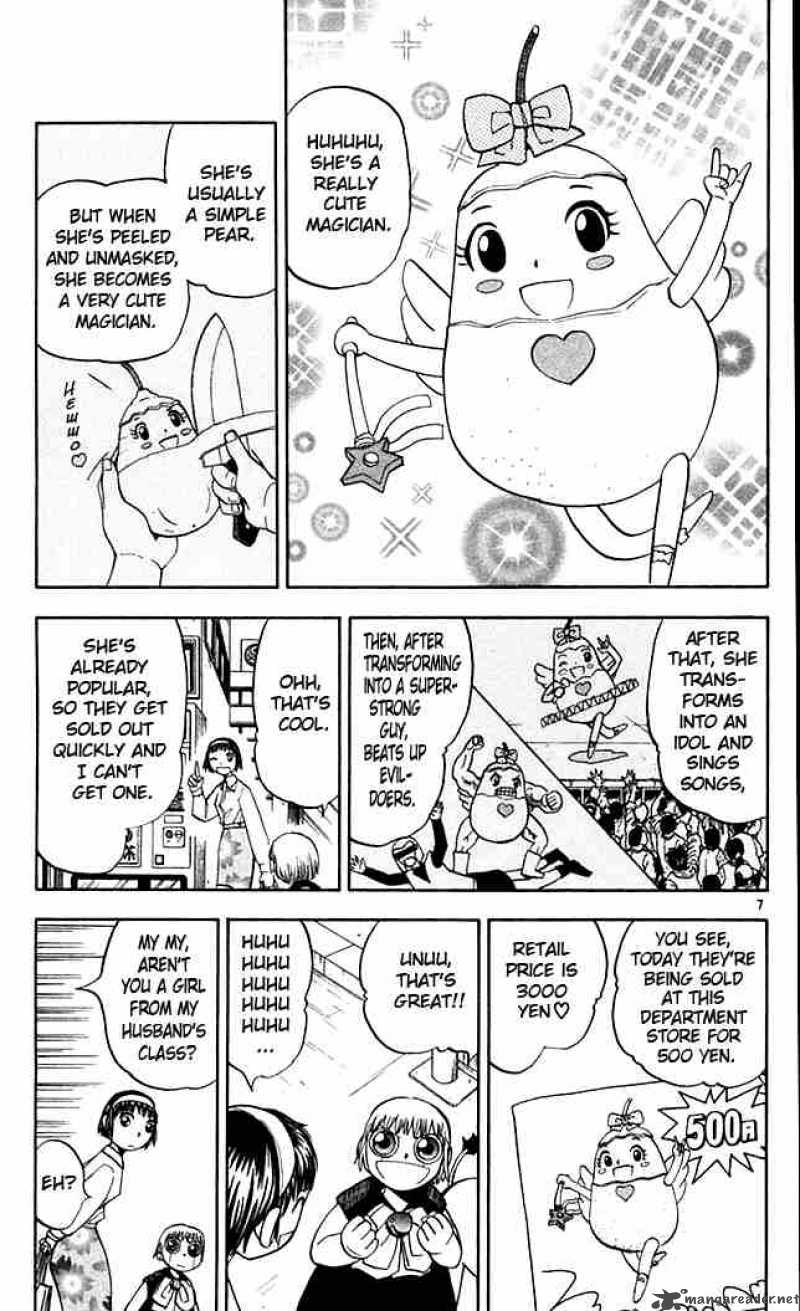 HUHUHU,
SHE'S A
REALLY
CUTE
MAGICIAN.
SHE'S
USUALLY
A SIMPLE
PEAR.
BUT WHEN
SHE'S PEELED
AND UNMASKED,
SHE BECOMES
A VERY CUTE
MAGICIAN.
AFTER
THAT, SHE
TRANS-
FORMS
INTO AN
IDOL AND
SINGS
SONGS,
THEN, AFTER
TRANSFORMING
INTO A SUPER-
STRONG
GUY,
BEATS UP
EVIL-
DOERS.
OHH,
THAT'S
COOL.
SHE'S
ALREADY
POPULAR,
SO THEY GET
SOLD OUT
QUICKLY AND
I CAN'T
GET ONE.
7
YOU SEE,
TODAY THEY'RE
BEING SOLD
AT THIS
DEPARTMENT
STORE FOR
500 YEN.
RETAIL
PRICE IS
3000
YEN♡
500円
UNUU,
THAT'S
GREAT!!
HUHU
HUHU
HUHU
HUHU
HUHU
...
MY MY,
AREN'T
YOU A GIRL
FROM MY
HUSBAND'S
CLASS?
EH?
mangareader.net